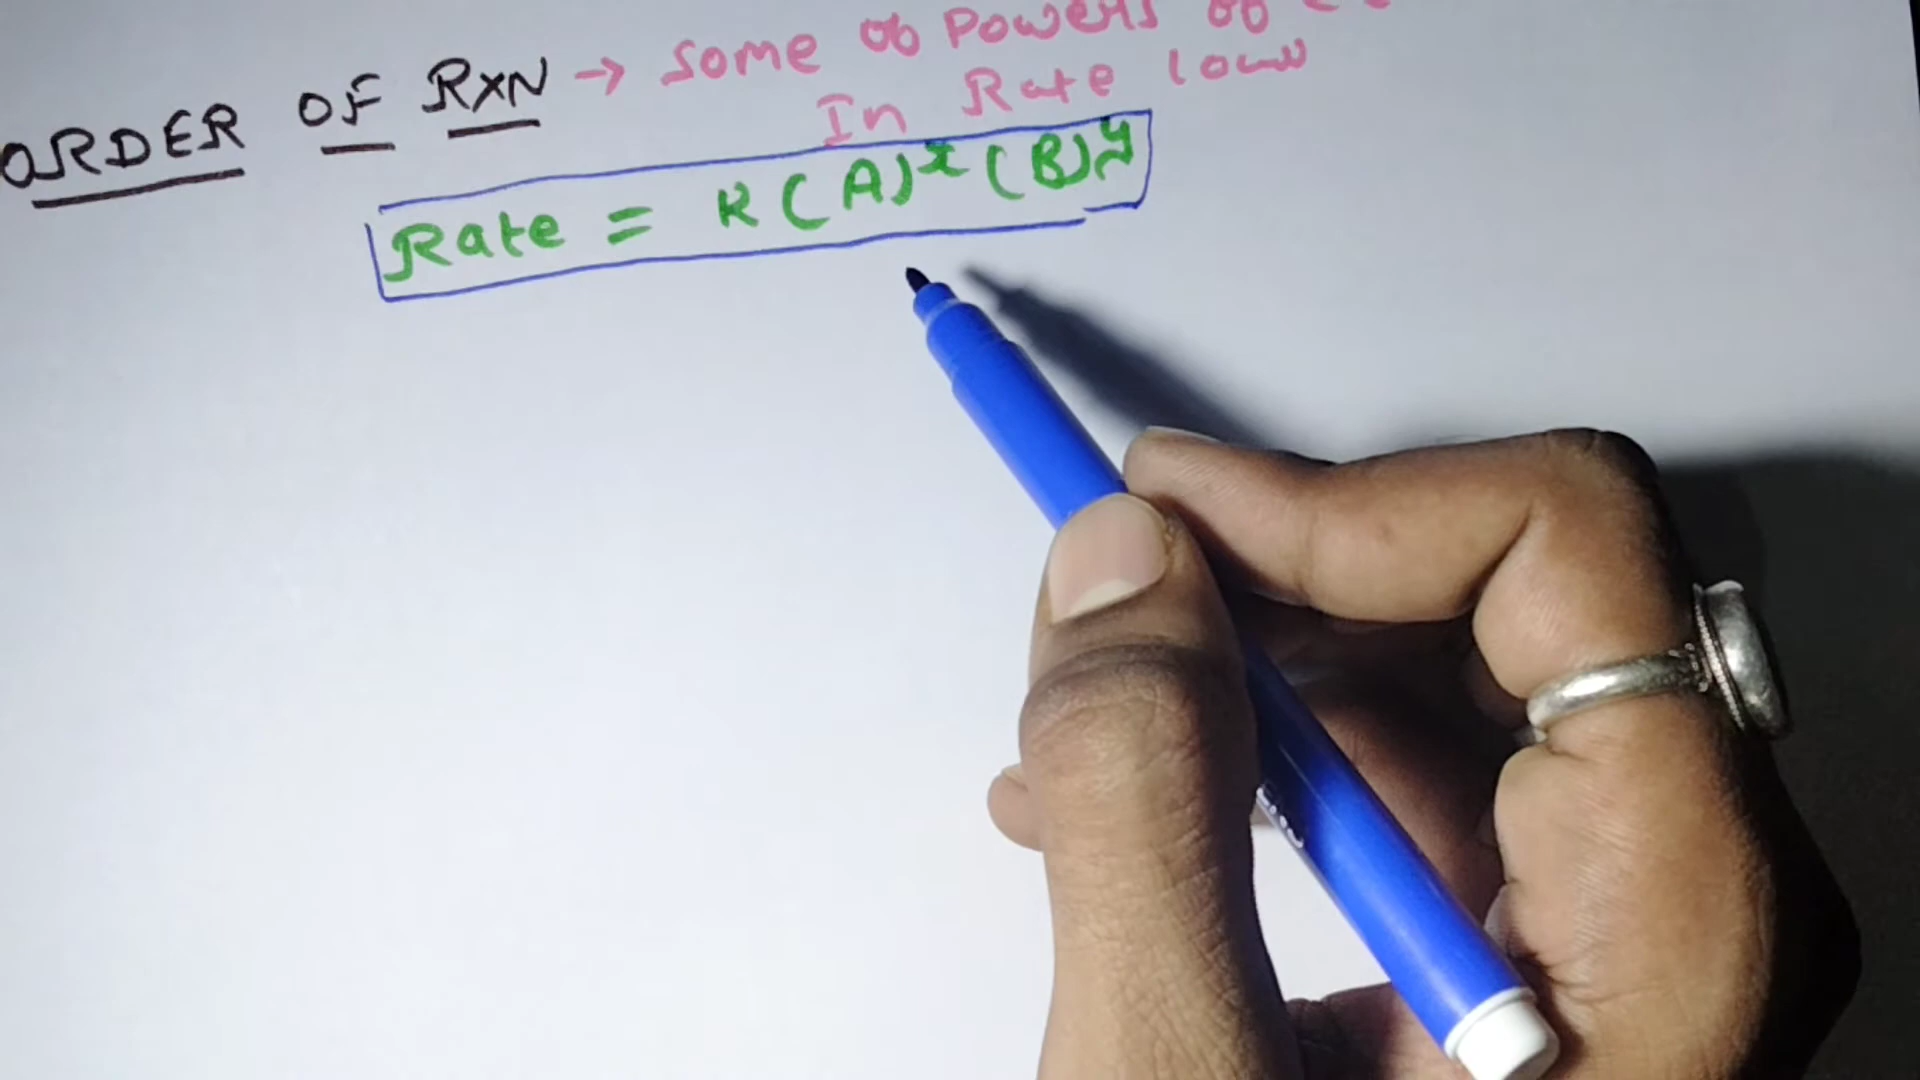 ORDER OF RXN → Some of Powers of
In Rate law
Rate = K (A)ˣ (B)ʸ